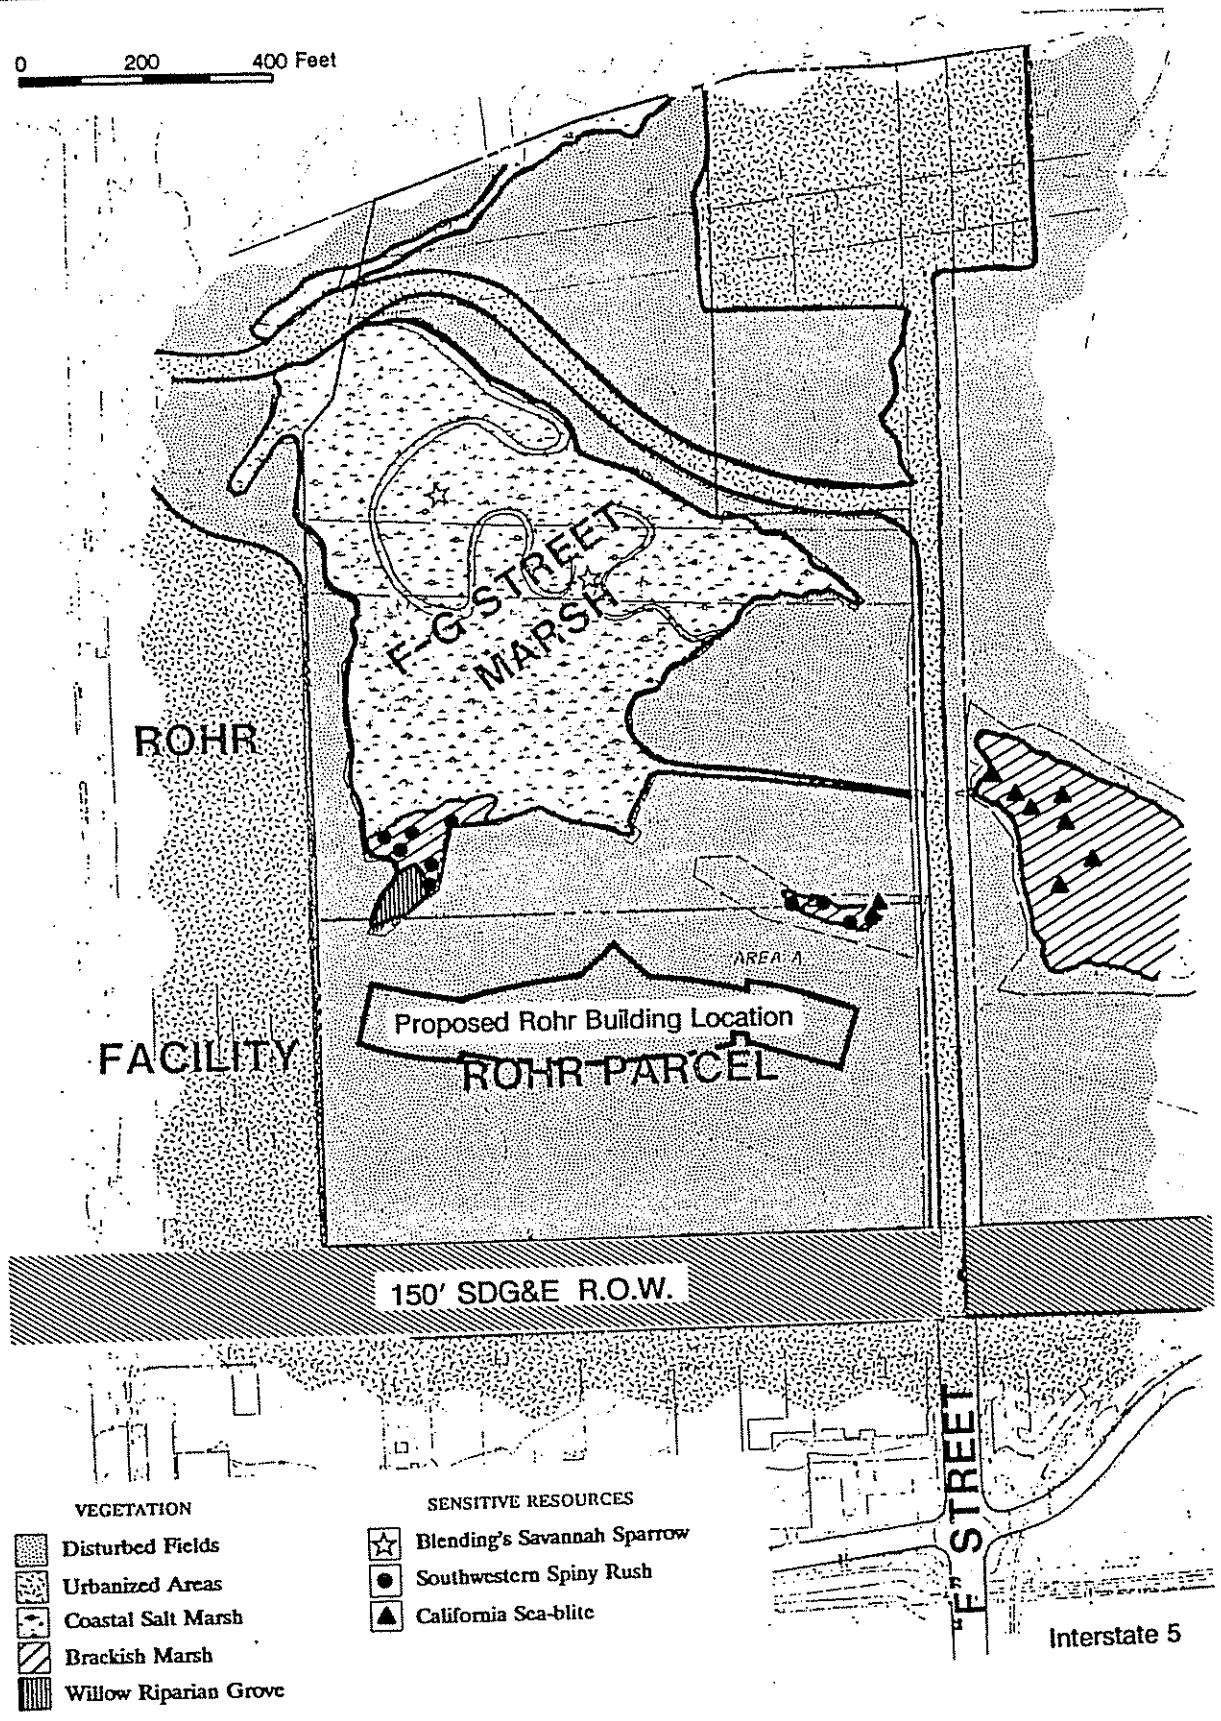 0 200 400 Feet
F-G STREET
MARSH
ROHR
AREA A
Proposed Rohr Building Location
FACILITY
ROHR PARCEL
150' SDG&E R.O.W.
"F" STREET
Interstate 5
VEGETATION
Disturbed Fields
Urbanized Areas
Coastal Salt Marsh
Brackish Marsh
Willow Riparian Grove
SENSITIVE RESOURCES
Blending's Savannah Sparrow
Southwestern Spiny Rush
California Sea-blite